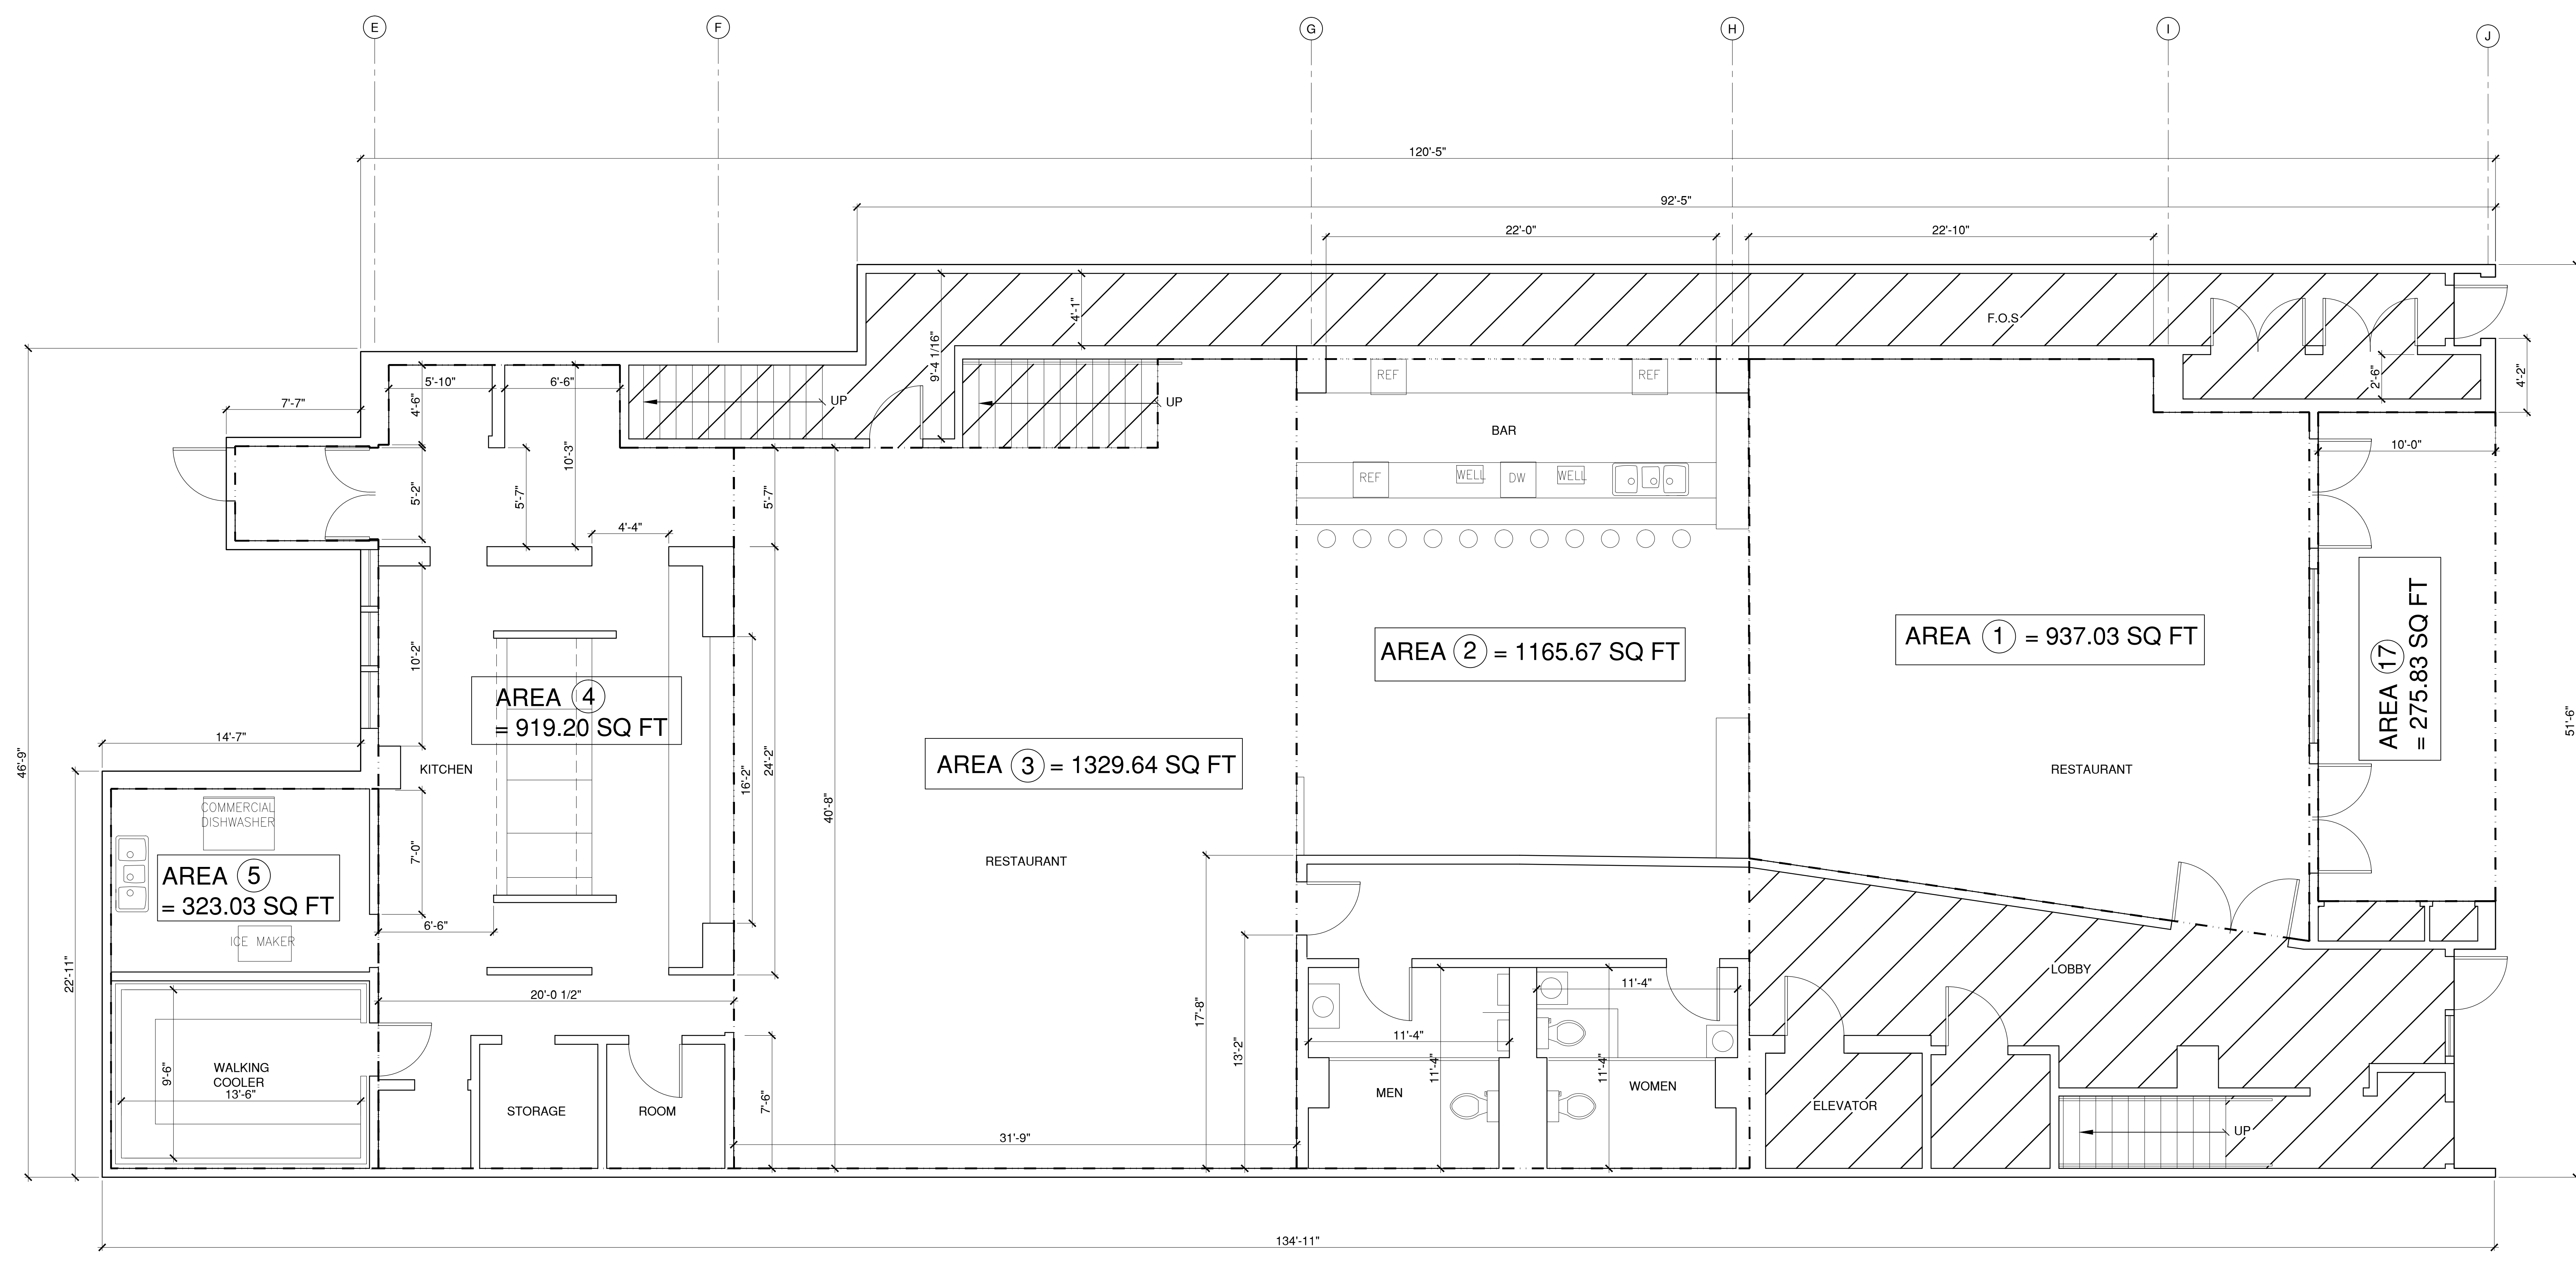 E
F
G
H
I
J
120'-5"
92'-5"
22'-0"
22'-10"
4'-1"
9'-4 1/16"
F.O.S
5'-10"
6'-6"
4'-6"
7'-7"
UP
UP
REF
REF
2'-6"
4'-2"
BAR
10'-0"
10'-3"
5'-2"
5'-7"
5'-7"
4'-4"
REF
WELL
DW
WELL
46'-9"
10'-2"
AREA 4
= 919.20 SQ FT
AREA 2 = 1165.67 SQ FT
AREA 1 = 937.03 SQ FT
AREA 17
= 275.83 SQ FT
51'-6"
14'-7"
KITCHEN
16'-2"
24'-2"
AREA 3 = 1329.64 SQ FT
RESTAURANT
COMMERCIAL
DISHWASHER
40'-8"
7'-0"
RESTAURANT
AREA 5
= 323.03 SQ FT
6'-6"
ICE MAKER
22'-11"
20'-0 1/2"
LOBBY
11'-4"
17'-8"
13'-2"
11'-4"
11'-4"
11'-4"
9'-6"
WALKING
COOLER
13'-6"
STORAGE
ROOM
7'-6"
MEN
WOMEN
ELEVATOR
UP
31'-9"
134'-11"